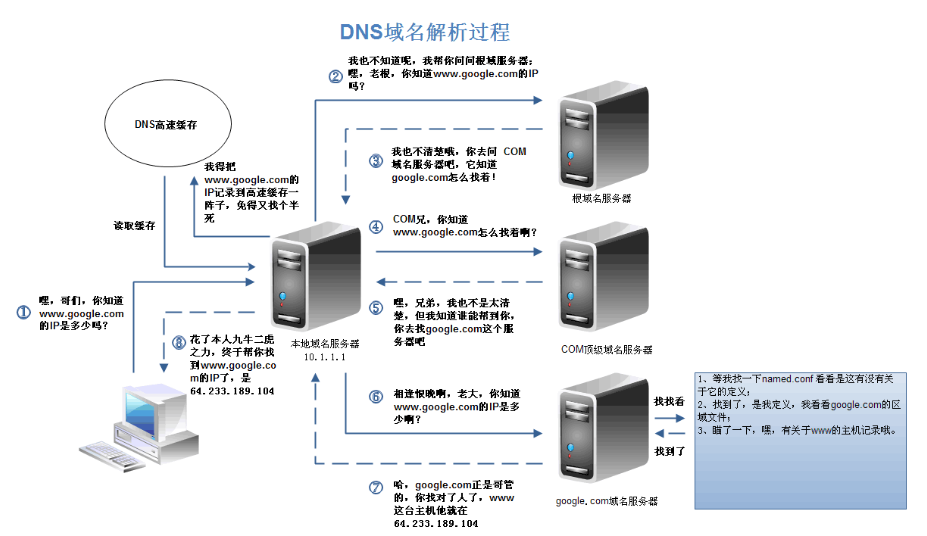 DNS域名解析过程
我也不知道呢，我帮你问问根域服务器；
② 嘿，老根，你知道www.google.com的IP
吗？
DNS高速缓存
我得把
www.google.com的
IP记录到高速缓存一
阵子，免得又找个半
死
读取缓存
我也不清楚哦，你去问 COM
③ 域名服务器吧，它知道
google.com怎么找着！
根域名服务器
④ COM兄，你知道
www.google.com怎么找着啊？
① 嘿，哥们，你知道
www.google.com
的IP是多少吗？
⑤ 嘿，兄弟，我也不是太清
楚，但我知道谁能帮到你，
你去找google.com这个服
务器吧
本地域名服务器
10.1.1.1
COM顶级域名服务器
⑧ 花了本人九牛二虎
之力，终于帮你找
到www.google.co
m的IP了，是
64.233.189.104
⑥ 相逢恨晚啊，老大，你知道
www.google.com的IP是多
少啊？
找找看
找到了
1、等我找一下named.conf 看看是这有没有关
于它的定义；
2、找到了，是我定义，我看看google.com的区
域文件；
3、瞄了一下，嘿，有关于www的主机记录哦。
google.com域名服务器
⑦ 哈，google.com正是哥管
的，你找对了人了，www
这台主机他就在
64.233.189.104